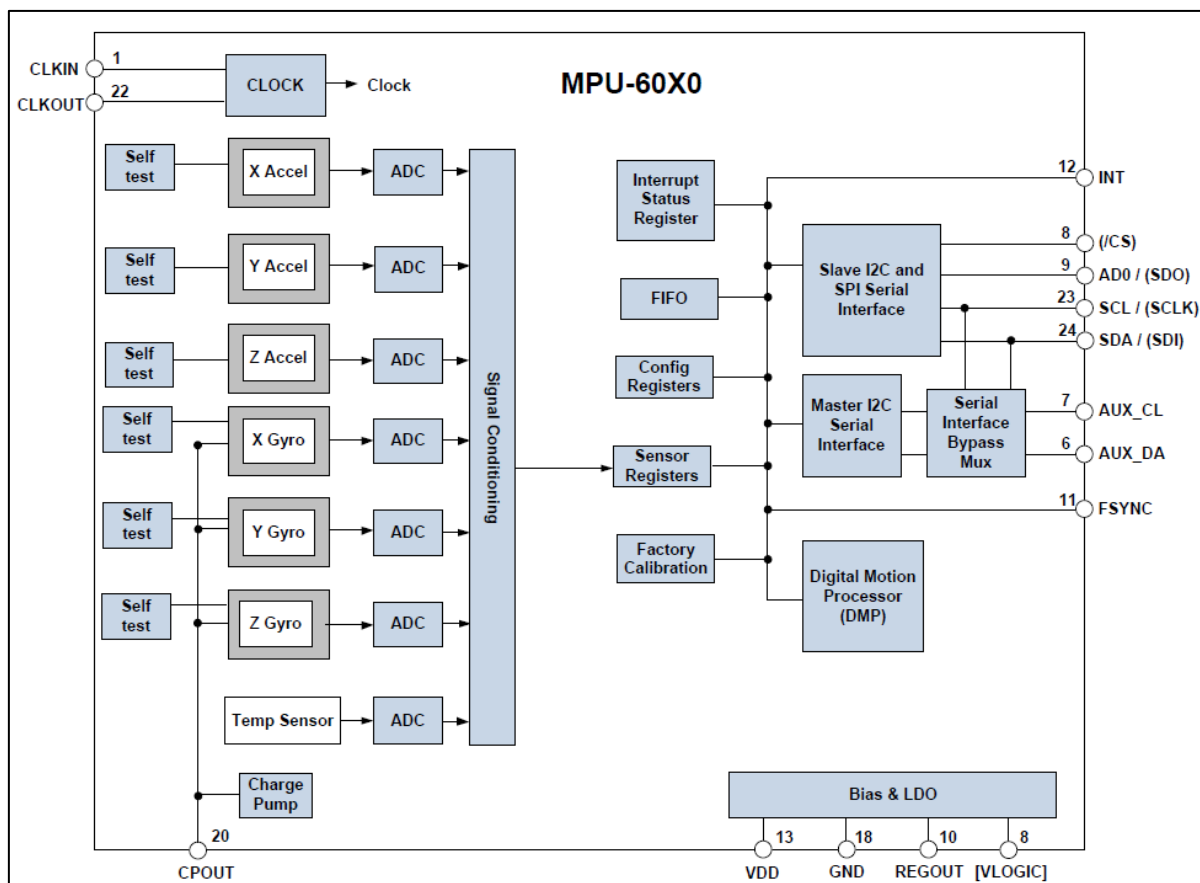 MPU-60X0
CLKIN
1
CLKOUT
22
CLOCK
Clock
Self
test
X Accel
ADC
Self
test
Y Accel
ADC
Self
test
Z Accel
ADC
Self
test
X Gyro
ADC
Self
test
Y Gyro
ADC
Self
test
Z Gyro
ADC
Temp Sensor
ADC
Charge
Pump
20
CPOUT
Signal Conditioning
Interrupt
Status
Register
FIFO
Config
Registers
Sensor
Registers
Factory
Calibration
Slave I2C and
SPI Serial
Interface
Master I2C
Serial
Interface
Serial
Interface
Bypass
Mux
Digital Motion
Processor
(DMP)
12
INT
8
(/CS)
9
AD0 / (SDO)
23
SCL / (SCLK)
24
SDA / (SDI)
7
AUX_CL
6
AUX_DA
11
FSYNC
Bias & LDO
13
18
10
8
VDD
GND
REGOUT
[VLOGIC]